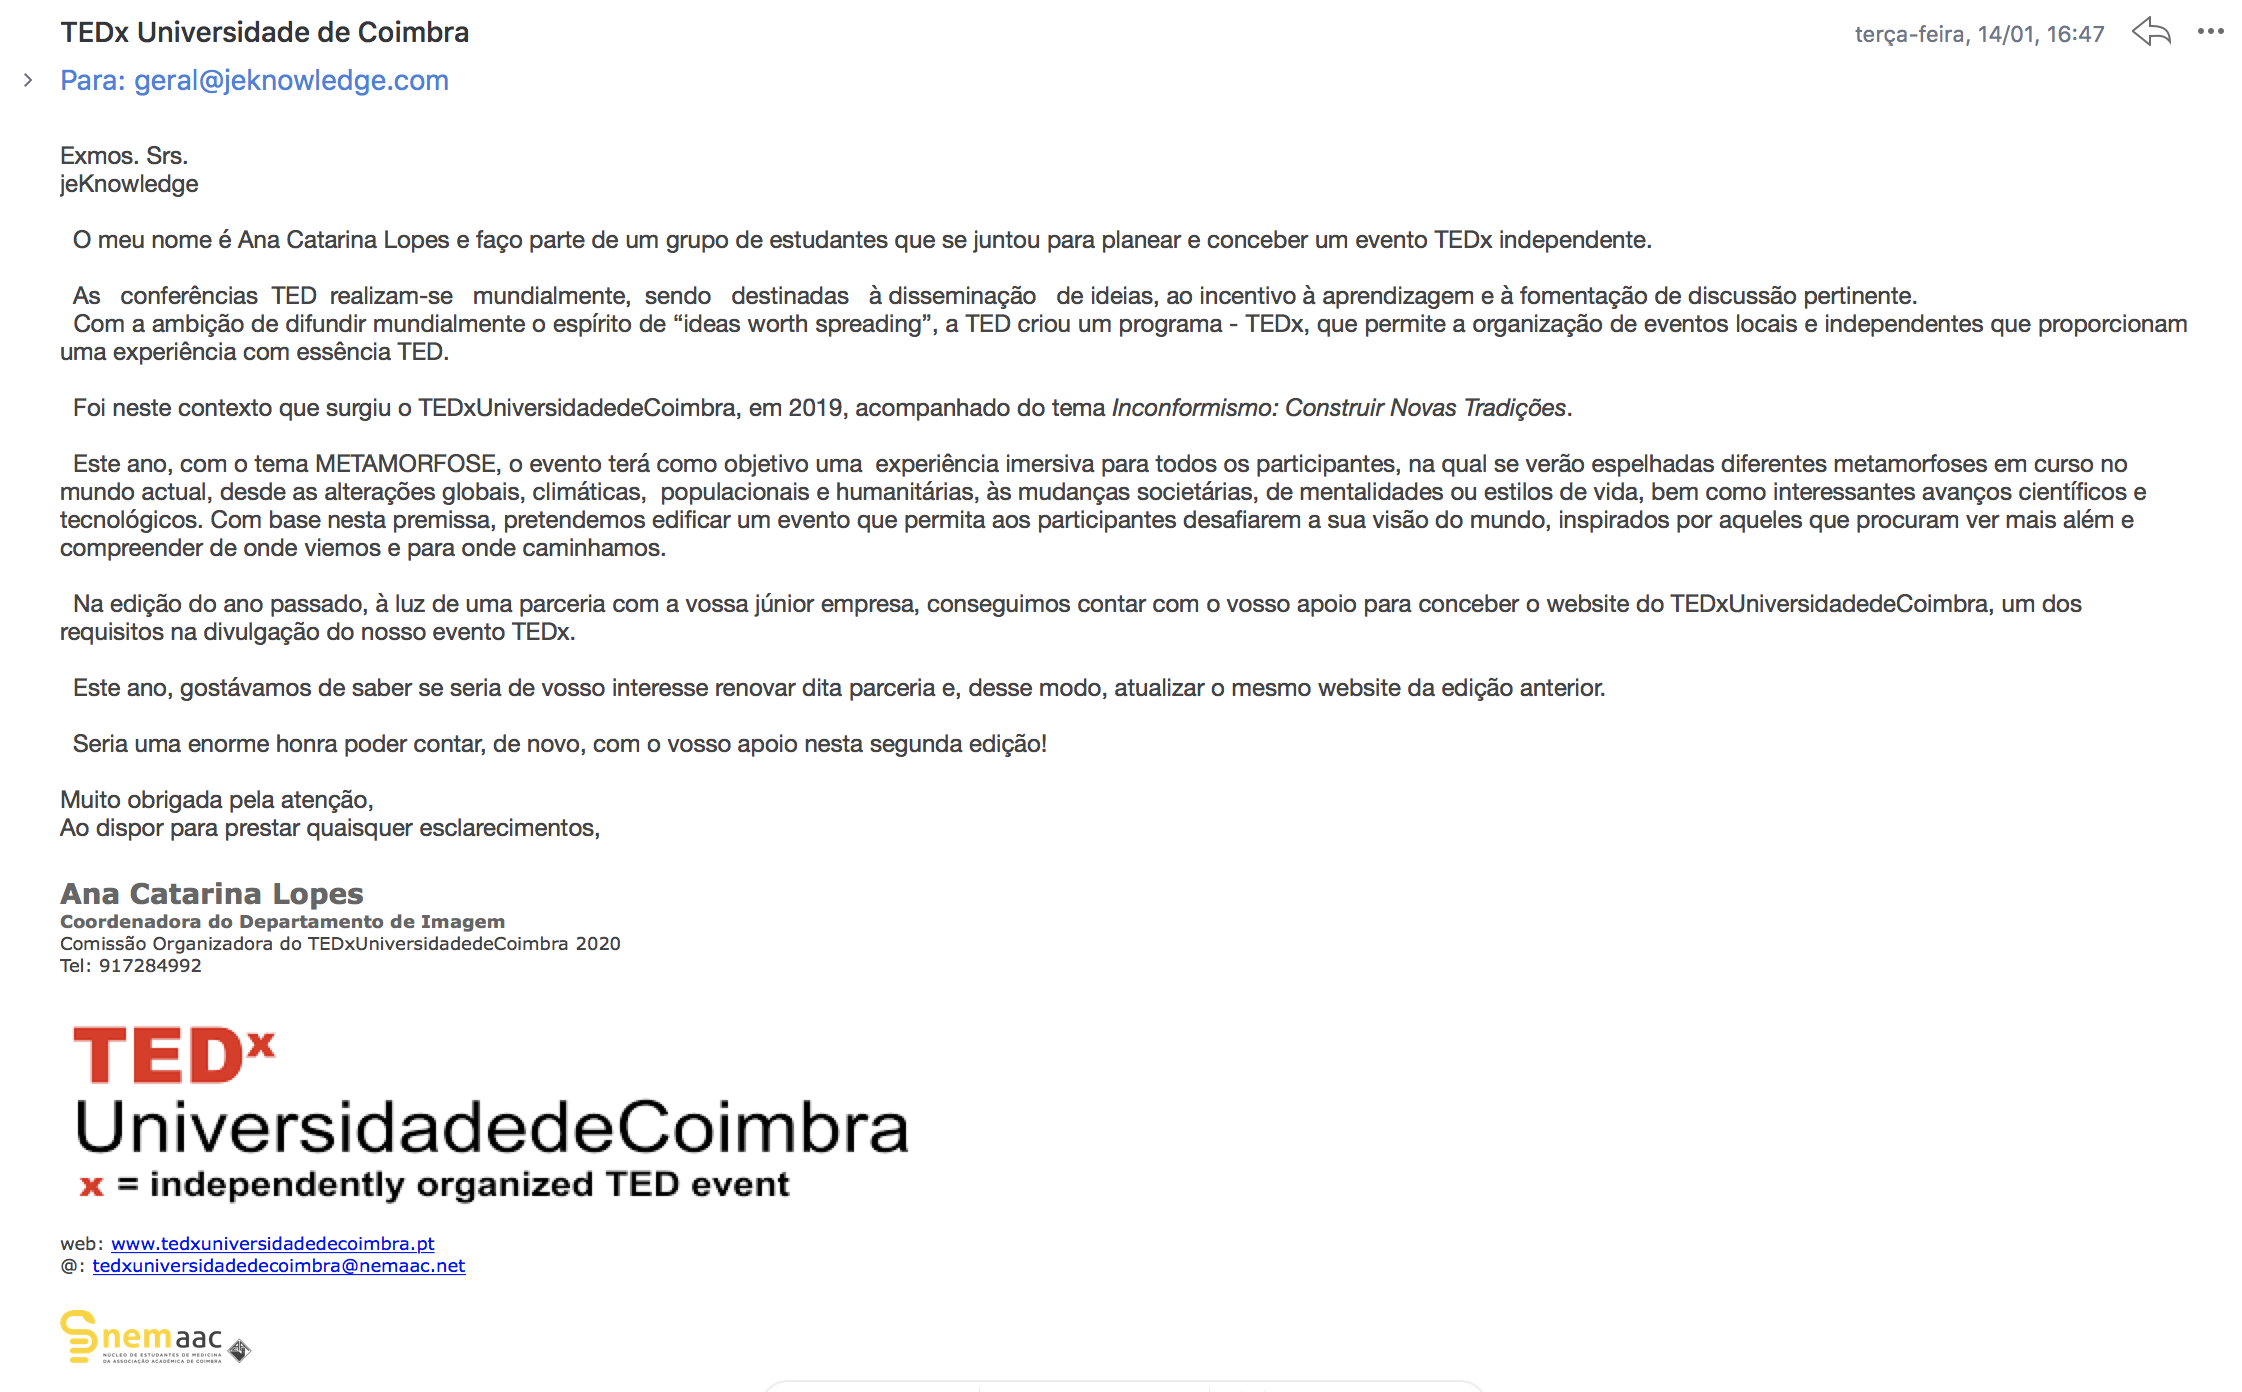 TEDx Universidade de Coimbra
terça-feira, 14/01, 16:47
Para: geral@jeknowledge.com
Exmos. Srs.
jeKnowledge
O meu nome é Ana Catarina Lopes e faço parte de um grupo de estudantes que se juntou para planear e conceber um evento TEDx independente.
As conferências TED realizam-se mundialmente, sendo destinadas à disseminação de ideias, ao incentivo à aprendizagem e à fomentação de discussão pertinente.
Com a ambição de difundir mundialmente o espírito de “ideas worth spreading”, a TED criou um programa - TEDx, que permite a organização de eventos locais e independentes que proporcionam
uma experiência com essência TED.
Foi neste contexto que surgiu o TEDxUniversidadedeCoimbra, em 2019, acompanhado do tema Inconformismo: Construir Novas Tradições.
Este ano, com o tema METAMORFOSE, o evento terá como objetivo uma experiência imersiva para todos os participantes, na qual se verão espelhadas diferentes metamorfoses em curso no
mundo actual, desde as alterações globais, climáticas, populacionais e humanitárias, às mudanças societárias, de mentalidades ou estilos de vida, bem como interessantes avanços científicos e
tecnológicos. Com base nesta premissa, pretendemos edificar um evento que permita aos participantes desafiarem a sua visão do mundo, inspirados por aqueles que procuram ver mais além e
compreender de onde viemos e para onde caminhamos.
Na edição do ano passado, à luz de uma parceria com a vossa júnior empresa, conseguimos contar com o vosso apoio para conceber o website do TEDxUniversidadedeCoimbra, um dos
requisitos na divulgação do nosso evento TEDx.
Este ano, gostávamos de saber se seria de vosso interesse renovar dita parceria e, desse modo, atualizar o mesmo website da edição anterior.
Seria uma enorme honra poder contar, de novo, com o vosso apoio nesta segunda edição!
Muito obrigada pela atenção,
Ao dispor para prestar quaisquer esclarecimentos,
Ana Catarina Lopes
Coordenadora do Departamento de Imagem
Comissão Organizadora do TEDxUniversidadedeCoimbra 2020
Tel: 917284992
TEDx
UniversidadedeCoimbra
x = independently organized TED event
web: www.tedxuniversidadedecoimbra.pt
@: tedxuniversidadedecoimbra@nemaac.net
nemaac
NÚCLEO DE ESTUDANTES DE MEDICINA
DA ASSOCIAÇÃO ACADÉMICA DE COIMBRA